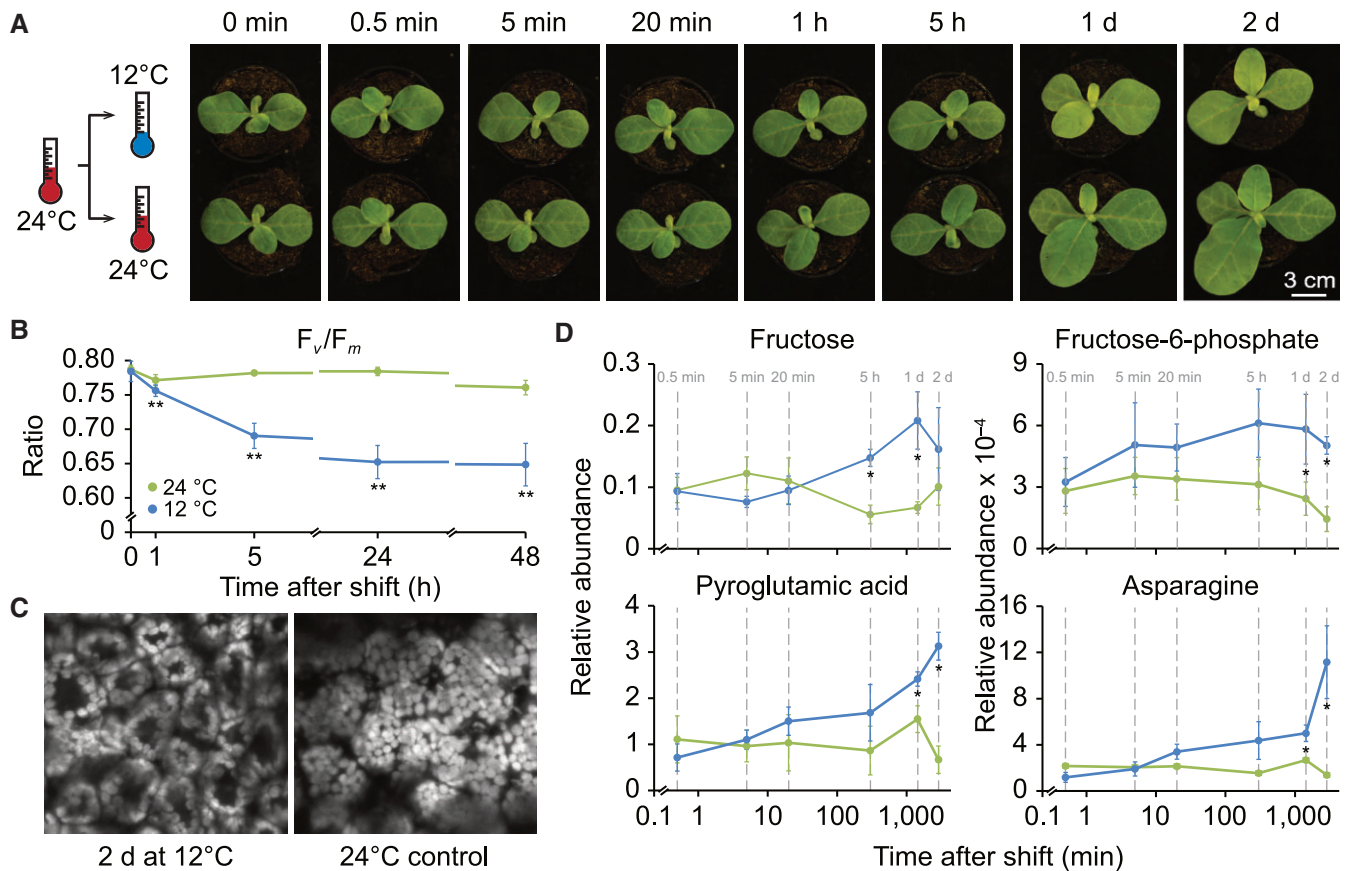 A
0 min 0.5 min 5 min 20 min 1 h 5 h 1 d 2 d
12°C
24°C
24°C
3 cm
B
F_v/F_m
0.80
0.75
0.70
0.65
0.60
0
Ratio
** ** ** **
24 °C
12 °C
0 1 5 24 48
Time after shift (h)
C
2 d at 12°C 24°C control
D
Fructose
0.3
0.2
0.1
0
0.5 min 5 min 20 min 5 h 1 d 2 d
* *
Fructose-6-phosphate
9
6
3
0
0.5 min 5 min 20 min 5 h 1 d 2 d
* *
Pyroglutamic acid
4
3
2
1
0
* *
0.1 1 10 100 1,000
Asparagine
16
12
8
4
0
* *
0.1 1 10 100 1,000
Relative abundance
Relative abundance x 10⁻⁴
Time after shift (min)